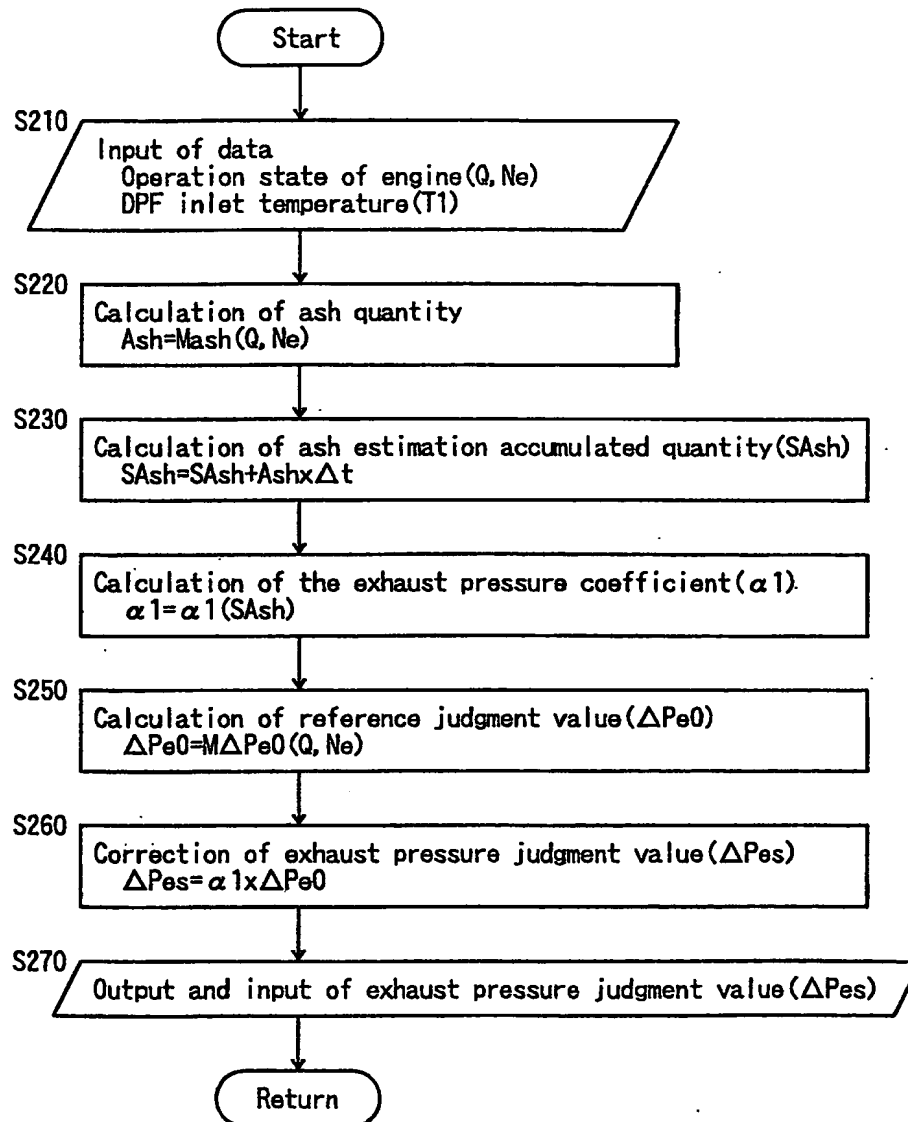 Start
S210
Input of data
Operation state of engine(Q,Ne)
DPF inlet temperature(T1)
S220
Calculation of ash quantity
Ash=Mash(Q,Ne)
S230
Calculation of ash estimation accumulated quantity(SAsh)
SAsh=SAsh+Ashx△t
S240
Calculation of the exhaust pressure coefficient(α1).
α1=α1(SAsh)
S250
Calculation of reference judgment value(△Pe0)
△Pe0=M△Pe0(Q,Ne)
S260
Correction of exhaust pressure judgment value(△Pes)
△Pes=α1x△Pe0
S270
Output and input of exhaust pressure judgment value(△Pes)
Return